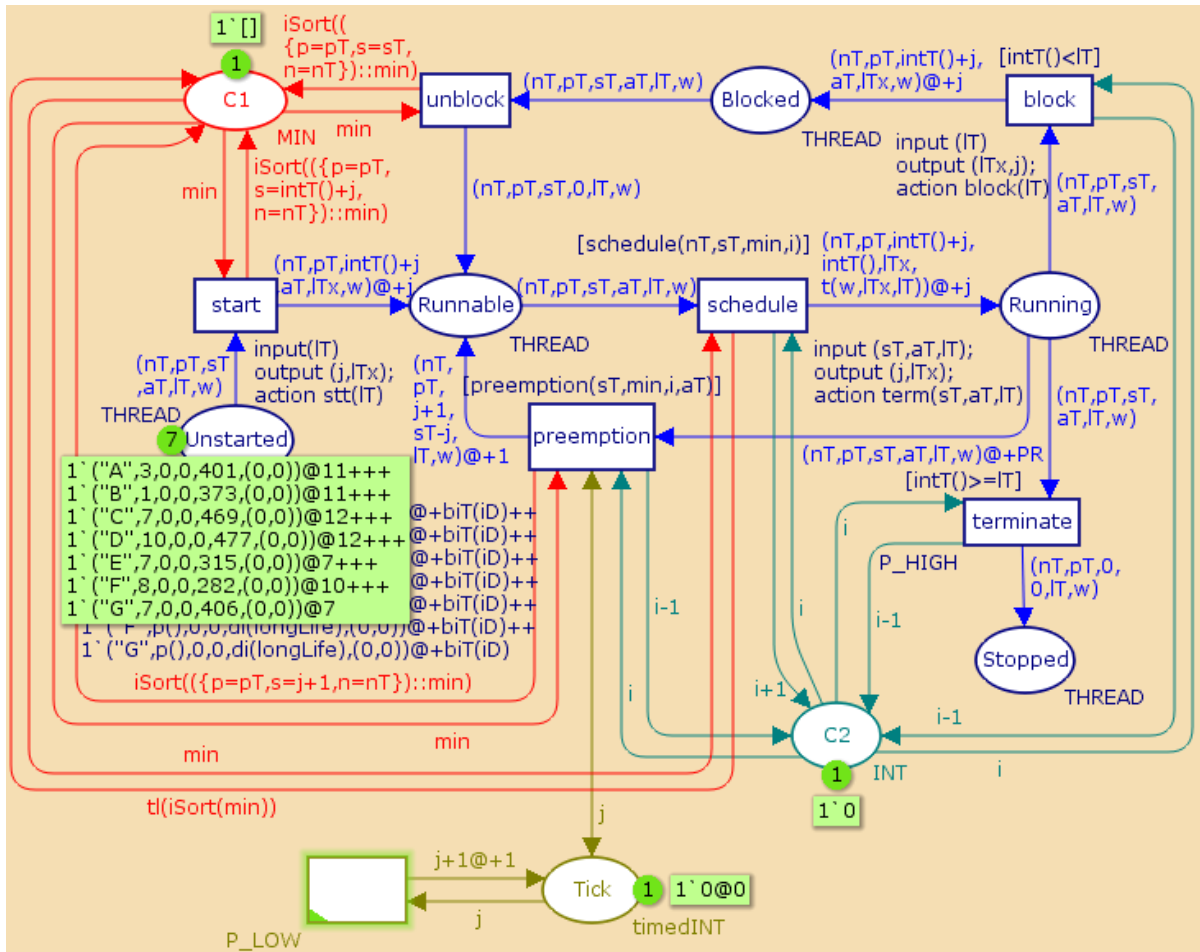 1`[]
1
C1
MIN
iSort((
{p=pT,s=sT,
n=nT})::min)
min
min
iSort(({p=pT,
s=intT()+j,
n=nT})::min)
unblock
(nT,pT,sT,aT,lT,w)
Blocked
THREAD
(nT,pT,intT()+j,
aT,lTx,w)@+j
[intT()<lT]
block
input (lT)
output (lTx,j);
action block(lT)
(nT,pT,sT,
aT,lT,w)
(nT,pT,sT,0,lT,w)
start
(nT,pT,intT()+j
,aT,lTx,w)@+j
Runnable
THREAD
(nT,pT,sT,aT,lT,w)
[schedule(nT,sT,min,i)]
schedule
(nT,pT,intT()+j,
intT(),lTx,
t(w,lTx,lT))@+j
Running
THREAD
(nT,pT,sT
,aT,lT,w)
input(lT)
output (j,lTx);
action stt(lT)
(nT,
pT,
j+1,
sT-j,
lT,w)@+1
[preemption(sT,min,i,aT)]
preemption
input (sT,aT,lT);
output (j,lTx);
action term(sT,aT,lT)
(nT,pT,sT,
aT,lT,w)
THREAD
7
Unstarted
(nT,pT,sT,aT,lT,w)@+PR
[intT()>=lT]
terminate
P_HIGH
1`("A",3,0,0,401,(0,0))@11+++
1`("B",1,0,0,373,(0,0))@11+++
1`("C",7,0,0,469,(0,0))@12+++
1`("D",10,0,0,477,(0,0))@12+++
1`("E",7,0,0,315,(0,0))@7+++
1`("F",8,0,0,282,(0,0))@10+++
1`("G",7,0,0,406,(0,0))@7
@+biT(iD)++
@+biT(iD)++
@+biT(iD)++
@+biT(iD)++
@+biT(iD)++
1`("F",p(),0,0,di(longLife),(0,0))@+biT(iD)++
1`("G",p(),0,0,di(longLife),(0,0))@+biT(iD)
(nT,pT,0,
0,lT,w)
Stopped
THREAD
i
i
i-1
i-1
i
i+1
i-1
i
iSort(({p=pT,s=j+1,n=nT})::min)
min
min
tl(iSort(min))
C2
INT
1
1`0
j
j+1@+1
j
Tick
1
1`0@0
timedINT
P_LOW